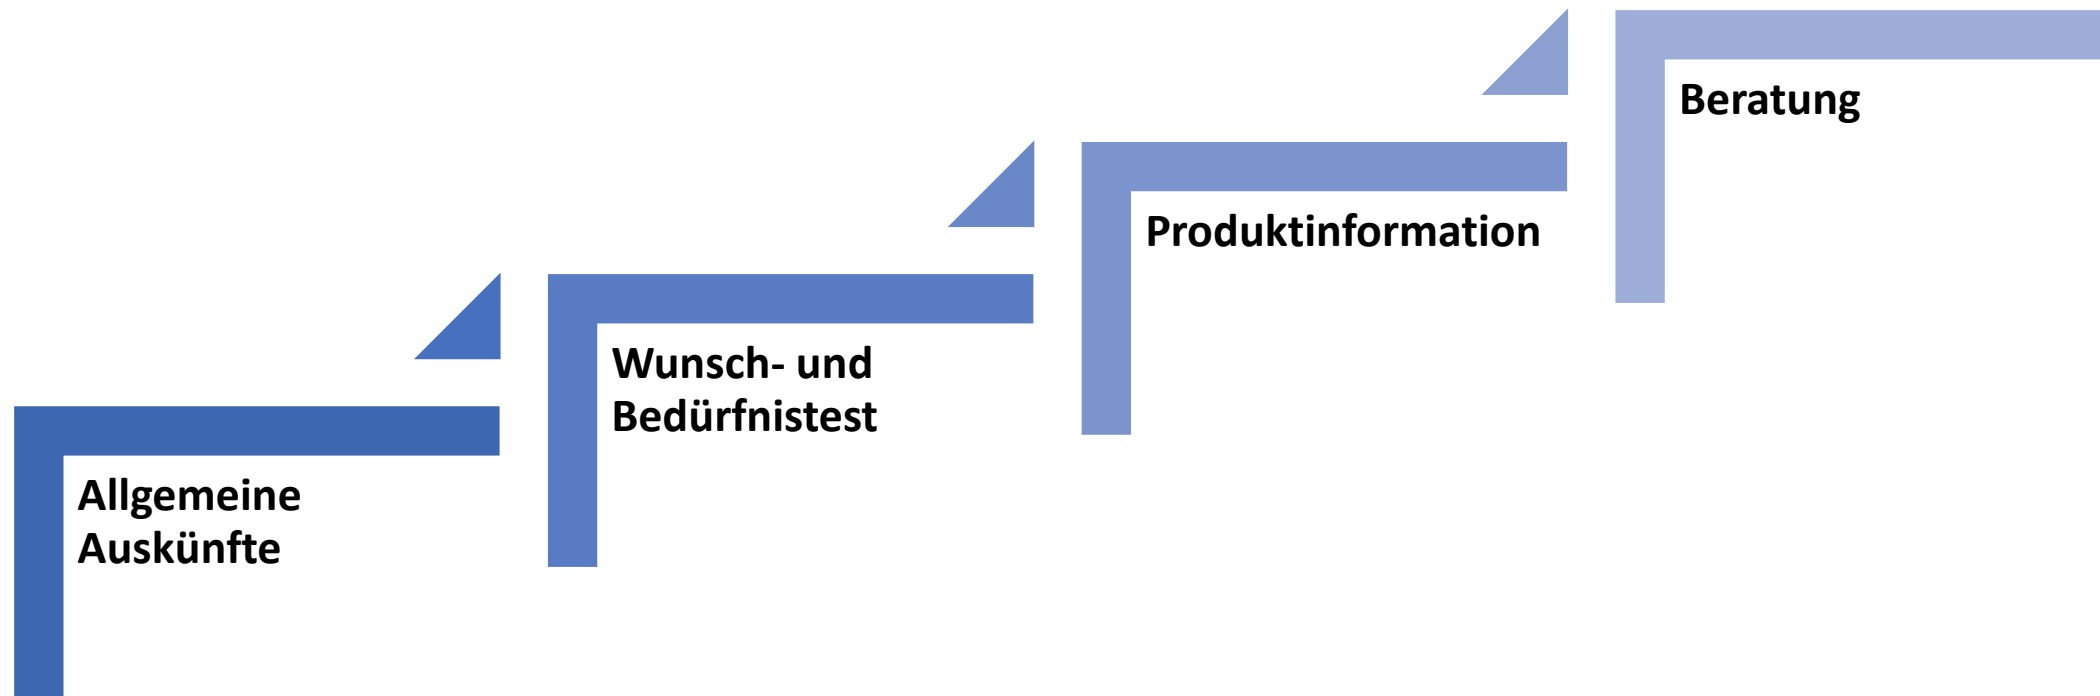 Allgemeine
Auskünfte
Wunsch- und
Bedürfnistest
Produktinformation
Beratung